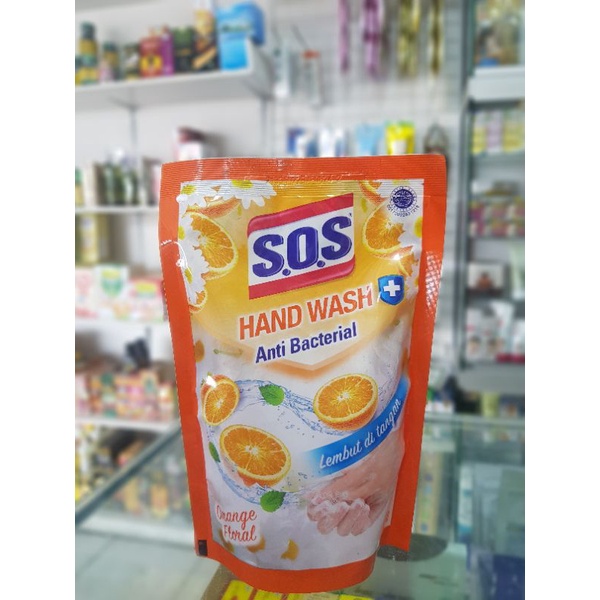 S.O.S
HAND WASH
Anti Bacterial
Lembut di tangan
Orange
Floral